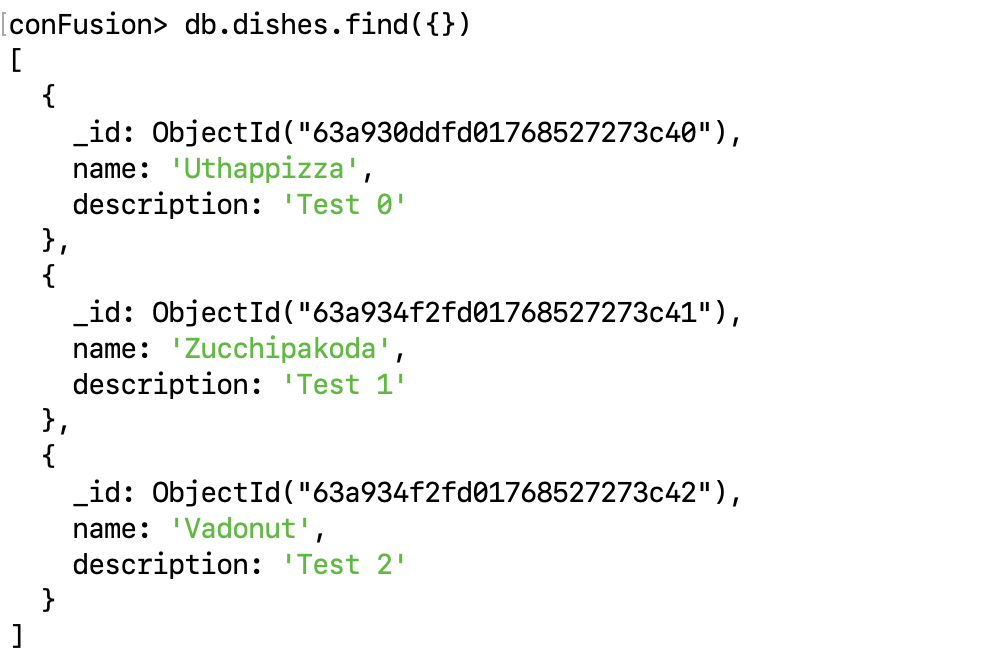 conFusion> db.dishes.find({})
[
  {
    _id: ObjectId("63a930ddfd01768527273c40"),
    name: 'Uthappizza',
    description: 'Test 0'
  },
  {
    _id: ObjectId("63a934f2fd01768527273c41"),
    name: 'Zucchipakoda',
    description: 'Test 1'
  },
  {
    _id: ObjectId("63a934f2fd01768527273c42"),
    name: 'Vadonut',
    description: 'Test 2'
  }
]